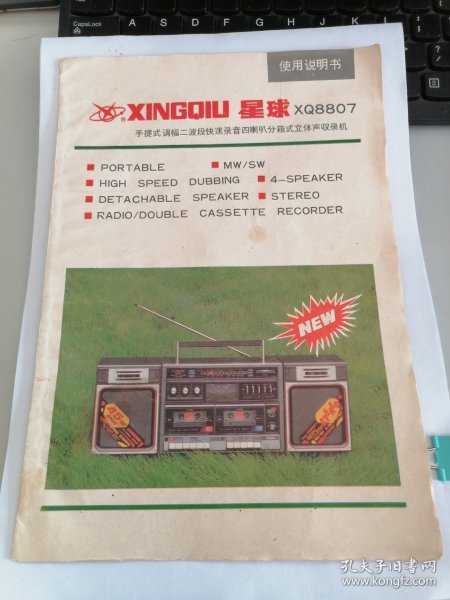 CapsLock
使用说明书
XINGQIU 星球 XQ8807
手提式调幅二波段快速录音四喇叭分箱式立体声收录机
PORTABLE
MW/SW
HIGH SPEED DUBBING
4-SPEAKER
DETACHABLE SPEAKER
STEREO
RADIO/DOUBLE CASSETTE RECORDER
NEW
孔夫子旧书网
www.kongfz.com